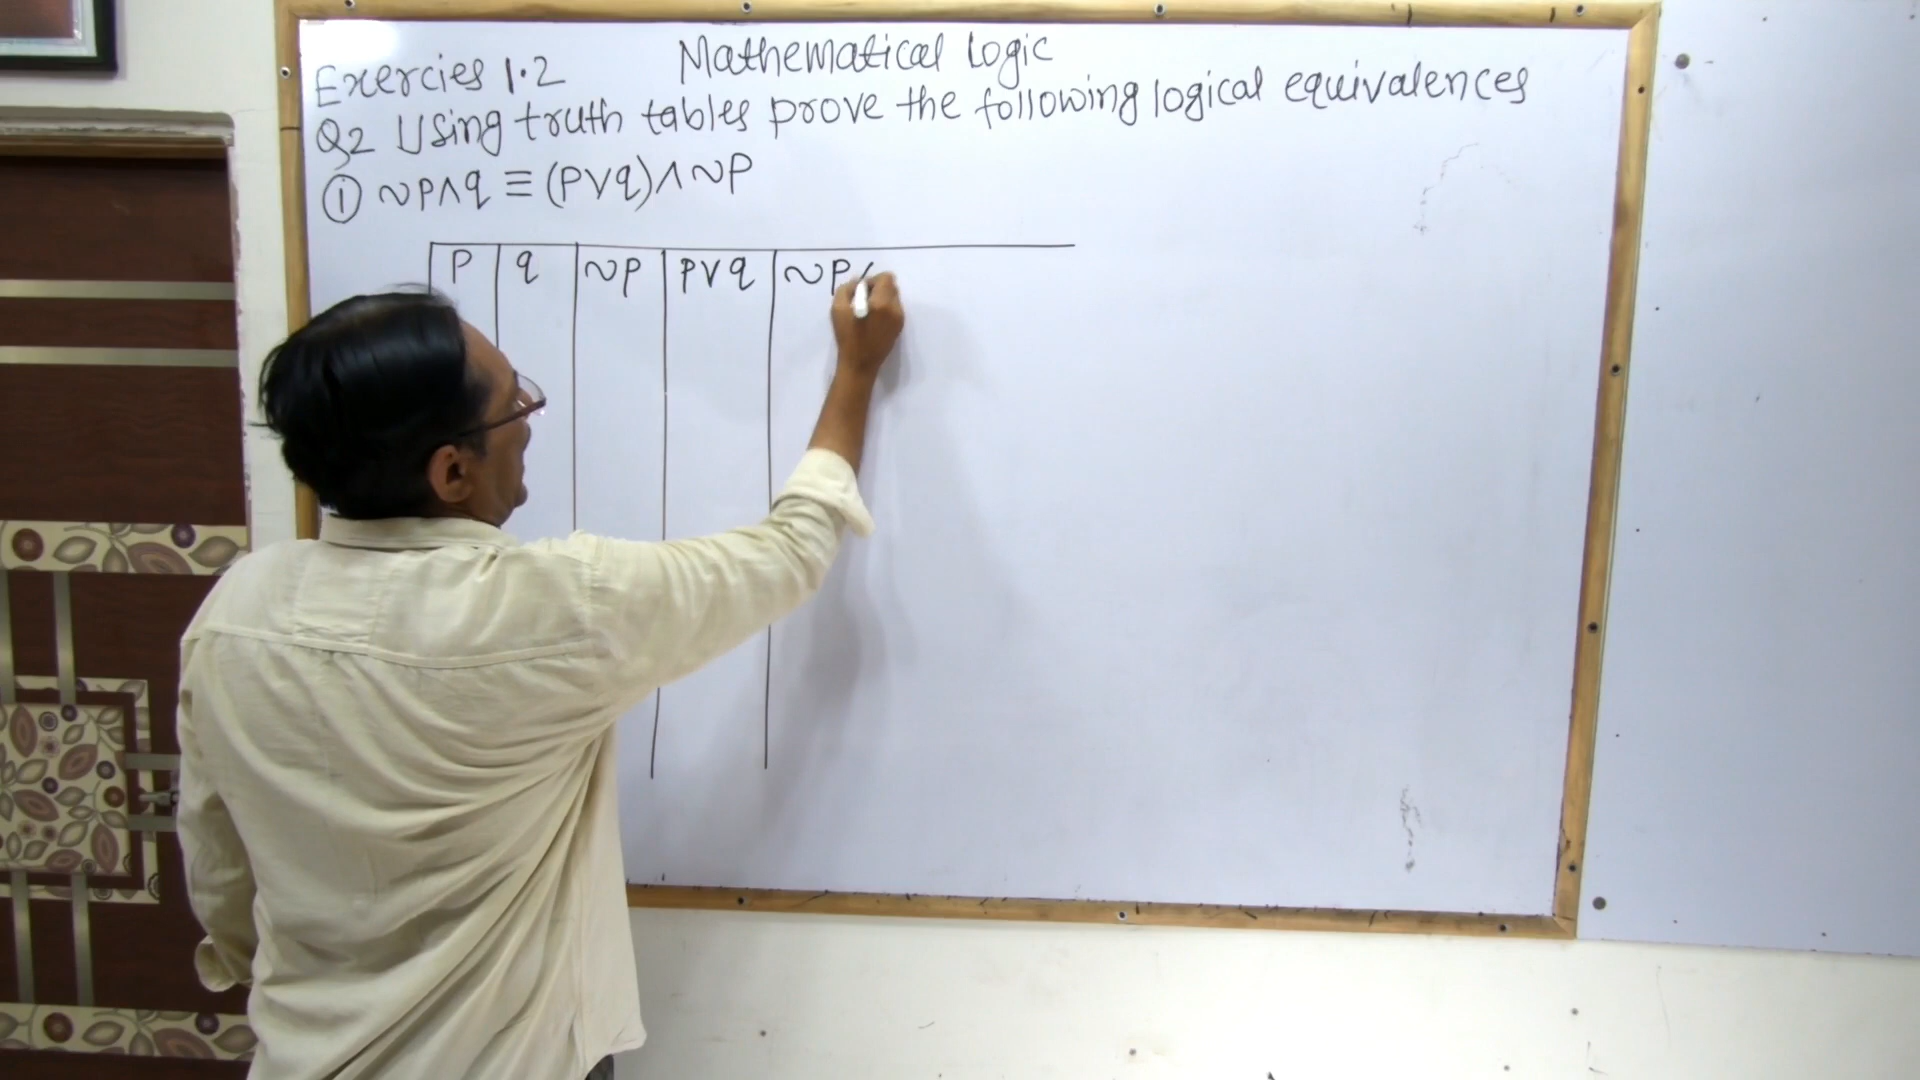 Mathematical Logic
Exercies 1.2
Q2 Using truth tables prove the following logical equivalences
① ~p∧q ≡ (p∨q)∧~p
p q ~p p∨q ~p